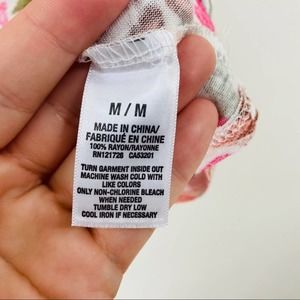 M / M
MADE IN CHINA/
FABRIQUÉ EN CHINE
100% RAYON/RAYONNE
RN121726 CA53201
TURN GARMENT INSIDE OUT
MACHINE WASH COLD WITH
LIKE COLORS
ONLY NON-CHLORINE BLEACH
WHEN NEEDED
TUMBLE DRY LOW
COOL IRON IF NECESSARY